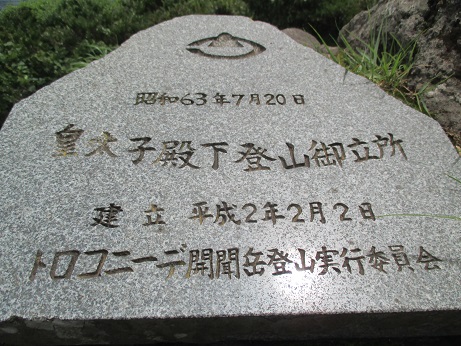 昭和63年7月20日
皇太子殿下登山御立所
建立 平成2年2月2日
トロコニーデ開聞岳登山実行委員会